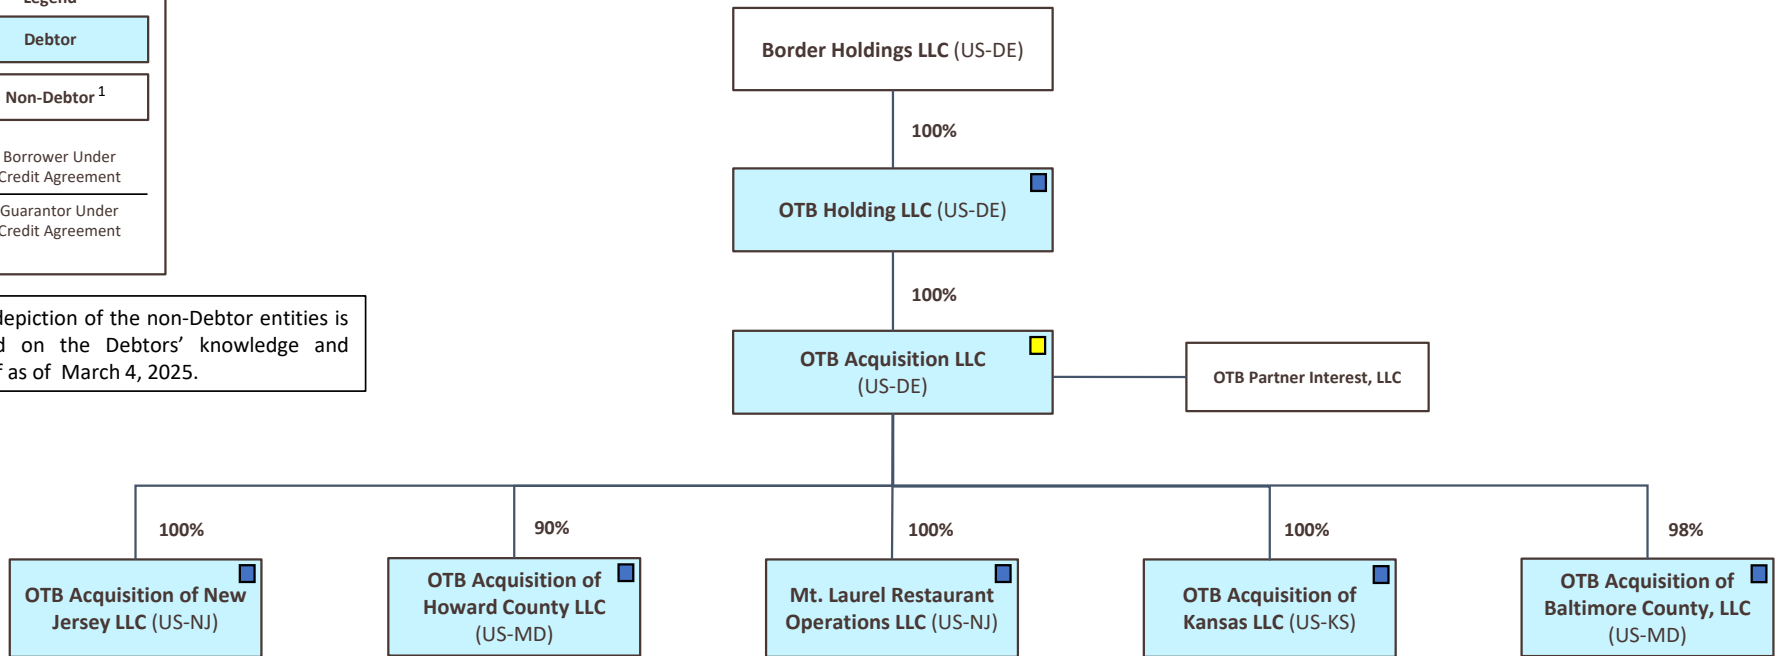 Legend
Debtor
Non-Debtor 1
Borrower Under
Credit Agreement
Guarantor Under
Credit Agreement
depiction of the non-Debtor entities is
on the Debtors’ knowledge and
as of March 4, 2025.
Border Holdings LLC (US-DE)
100%
OTB Holding LLC (US-DE)
100%
OTB Acquisition LLC
(US-DE)
OTB Partner Interest, LLC
100%
90%
100%
100%
98%
OTB Acquisition of New
Jersey LLC (US-NJ)
OTB Acquisition of
Howard County LLC
(US-MD)
Mt. Laurel Restaurant
Operations LLC (US-NJ)
OTB Acquisition of
Kansas LLC (US-KS)
OTB Acquisition of
Baltimore County, LLC
(US-MD)